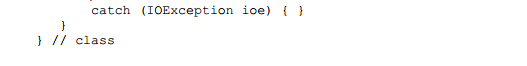 catch (IOException ioe) { }
}
} // class